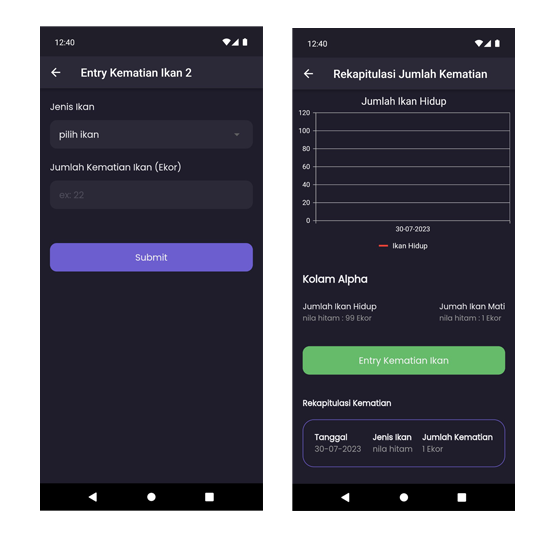 12:40
Entry Kematian Ikan 2
Jenis Ikan
pilih ikan
Jumlah Kematian Ikan (Ekor)
ex: 22
Submit
12:40
Rekapitulasi Jumlah Kematian
Jumlah Ikan Hidup
120
100
80
60
40
20
0
30-07-2023
Ikan Hidup
Kolam Alpha
Jumlah Ikan Hidup Jumah Ikan Mati
nila hitam : 99 Ekor nila hitam : 1 Ekor
Entry Kematian Ikan
Rekapitulasi Kematian
Tanggal Jenis Ikan Jumlah Kematian
30-07-2023 nila hitam 1 Ekor